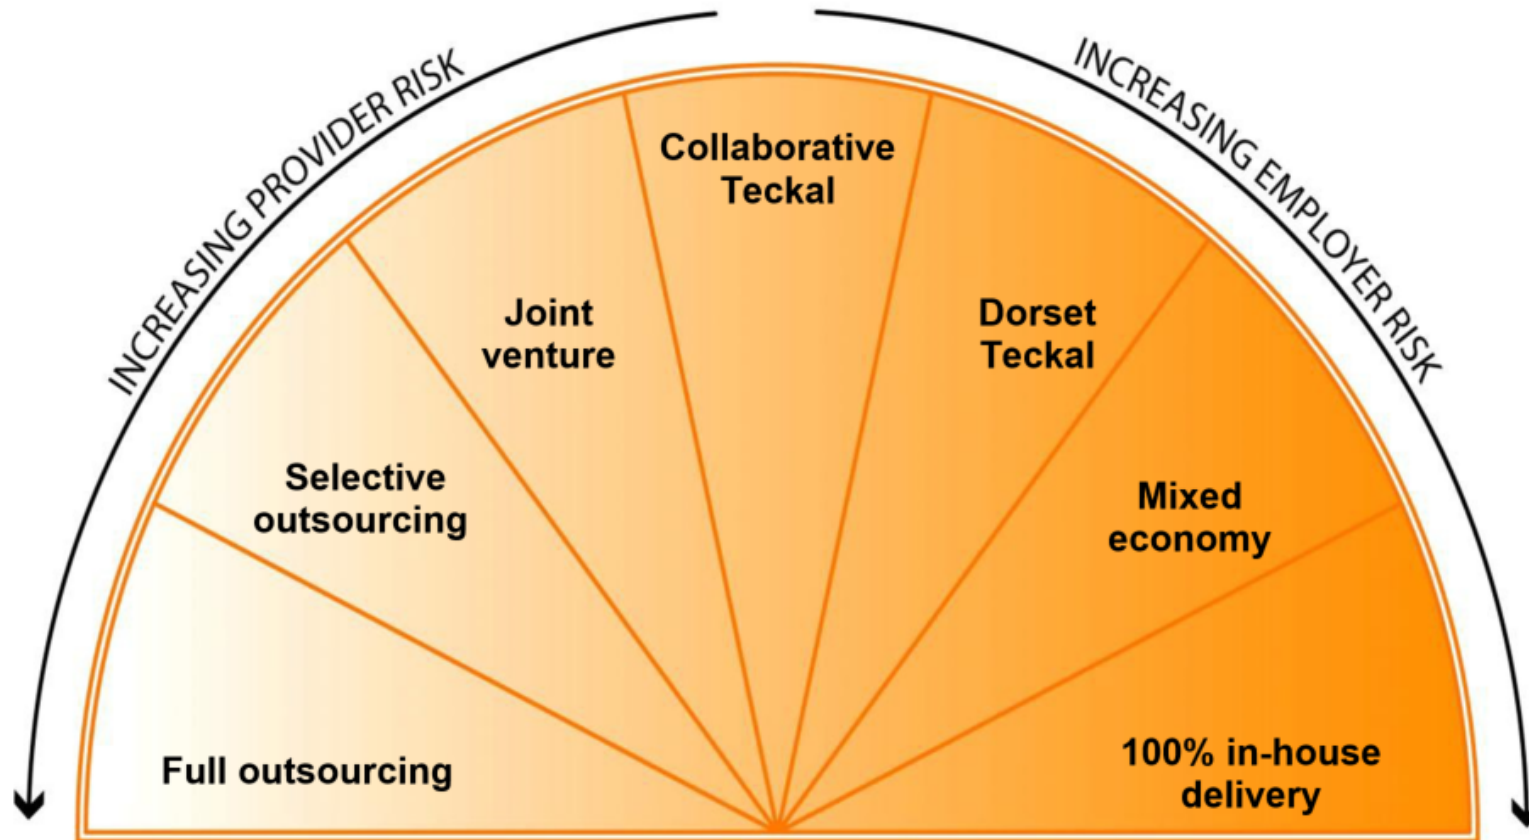 INCREASING PROVIDER RISK
INCREASING EMPLOYER RISK
Collaborative
Teckal
Joint
venture
Dorset
Teckal
Selective
outsourcing
Mixed
economy
Full outsourcing
100% in-house
delivery